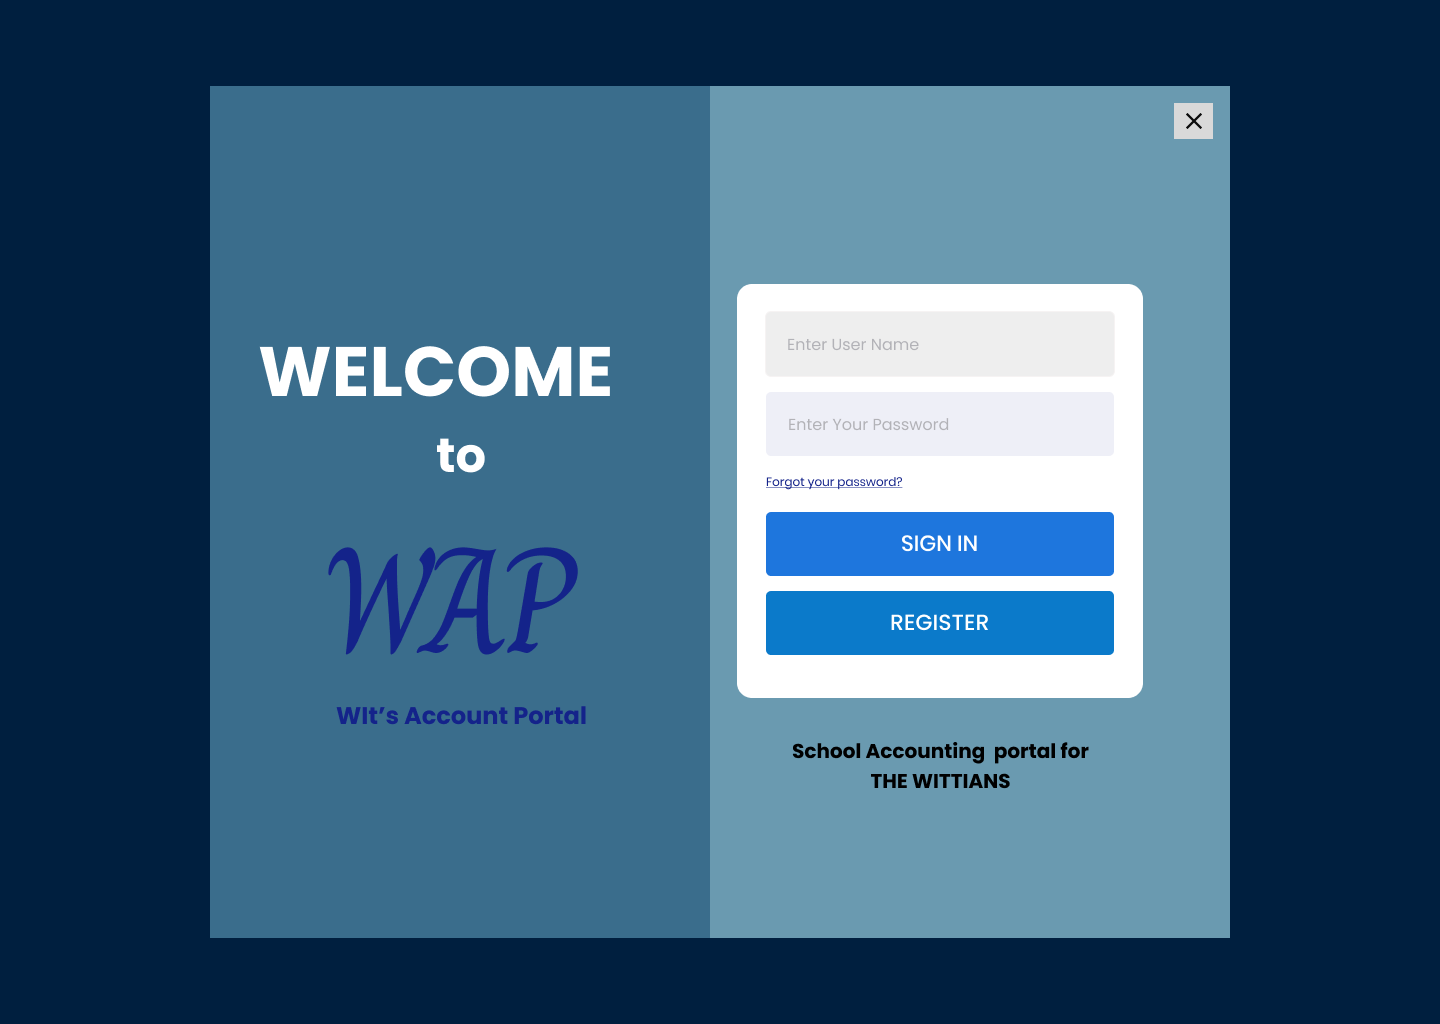 WELCOME
to
WAP
WIt’s Account Portal
Enter User Name
Enter Your Password
Forgot your password?
SIGN IN
REGISTER
School Accounting  portal for
THE WITTIANS